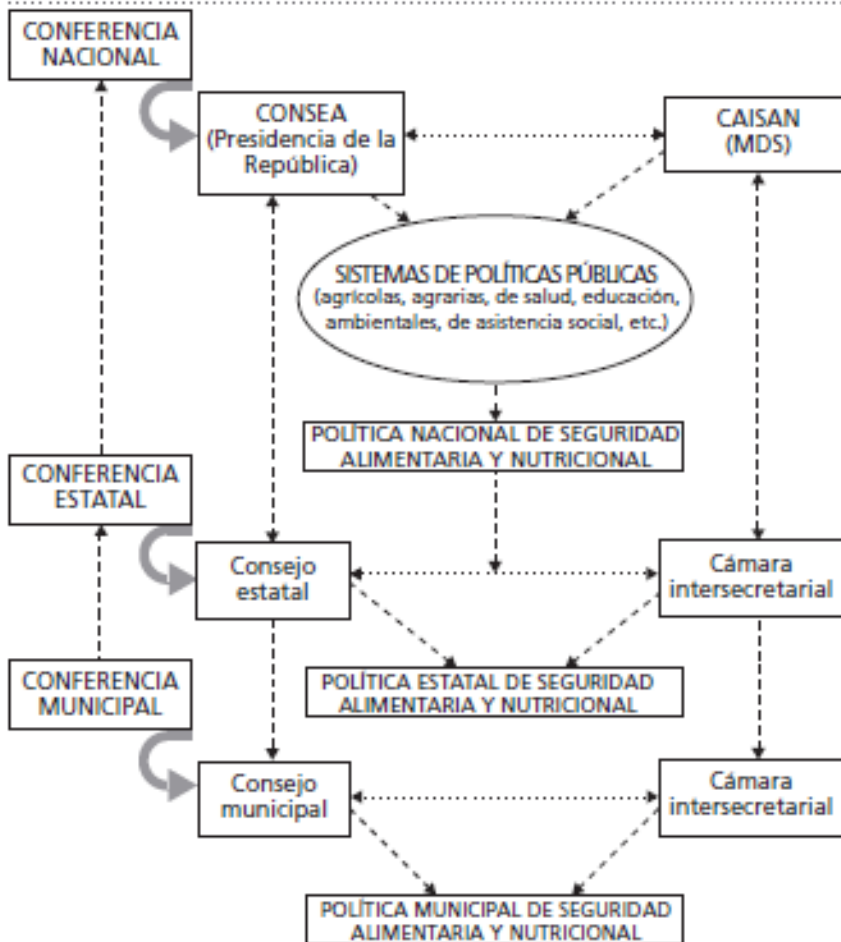 CONFERENCIA
NACIONAL
CONSEA
(Presidencia de la
República)
CAISAN
(MDS)
SISTEMAS DE POLÍTICAS PÚBLICAS
(agrícolas, agrarias, de salud, educación,
ambientales, de asistencia social, etc.)
POLÍTICA NACIONAL DE SEGURIDAD
ALIMENTARIA Y NUTRICIONAL
CONFERENCIA
ESTATAL
Consejo
estatal
Cámara
intersecretarial
POLÍTICA ESTATAL DE SEGURIDAD
ALIMENTARIA Y NUTRICIONAL
CONFERENCIA
MUNICIPAL
Consejo
municipal
Cámara
intersecretarial
POLÍTICA MUNICIPAL DE SEGURIDAD
ALIMENTARIA Y NUTRICIONAL